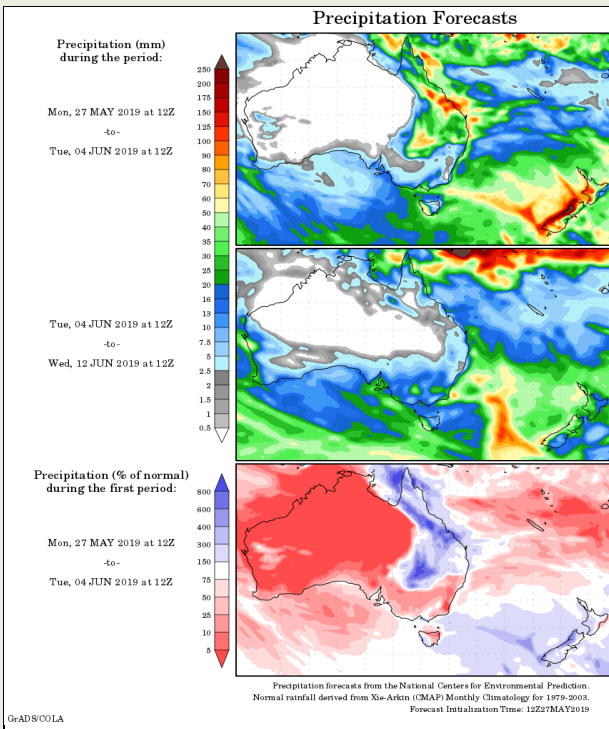 Precipitation Forecasts
Precipitation (mm)
during the period:
Mon, 27 MAY 2019 at 12Z
-to-
Tue, 04 JUN 2019 at 12Z
250
200
175
150
125
100
90
80
70
60
50
40
35
30
25
20
16
13
10
7.5
5
2.5
2
1.5
1
0.5
Tue, 04 JUN 2019 at 12Z
-to-
Wed, 12 JUN 2019 at 12Z
Precipitation (% of normal)
during the first period:
Mon, 27 MAY 2019 at 12Z
-to-
Tue, 04 JUN 2019 at 12Z
800
600
400
300
150
75
50
25
10
5
Precipitation forecasts from the National Centers for Environmental Prediction.
Normal rainfall derived from Xie-Arkin (CMAP) Monthly Climatology for 1979-2003.
Forecast Initialization Time: 12Z27MAY2019
GrADS/COLA